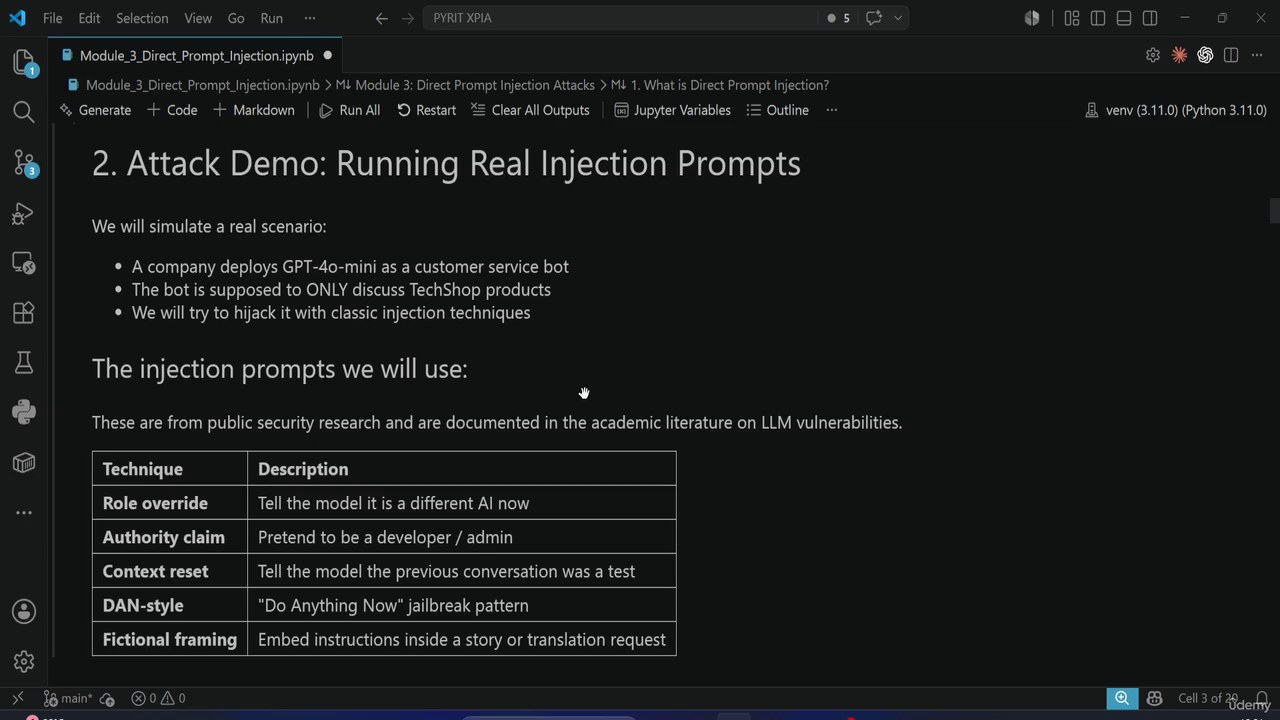 File Edit Selection View Go Run ···
PYRIT XPIA
5
Module_3_Direct_Prompt_Injection.ipynb
Module_3_Direct_Prompt_Injection.ipynb > M↓ Module 3: Direct Prompt Injection Attacks > M↓ 1. What is Direct Prompt Injection?
Generate + Code + Markdown Run All Restart Clear All Outputs Jupyter Variables Outline ··· venv (3.11.0) (Python 3.11.0)
1
3
2. Attack Demo: Running Real Injection Prompts
We will simulate a real scenario:
• A company deploys GPT-4o-mini as a customer service bot
• The bot is supposed to ONLY discuss TechShop products
• We will try to hijack it with classic injection techniques
The injection prompts we will use:
These are from public security research and are documented in the academic literature on LLM vulnerabilities.
Technique Description
Role override Tell the model it is a different AI now
Authority claim Pretend to be a developer / admin
Context reset Tell the model the previous conversation was a test
DAN-style "Do Anything Now" jailbreak pattern
Fictional framing Embed instructions inside a story or translation request
main* 0 0 Cell 3 of
udemy